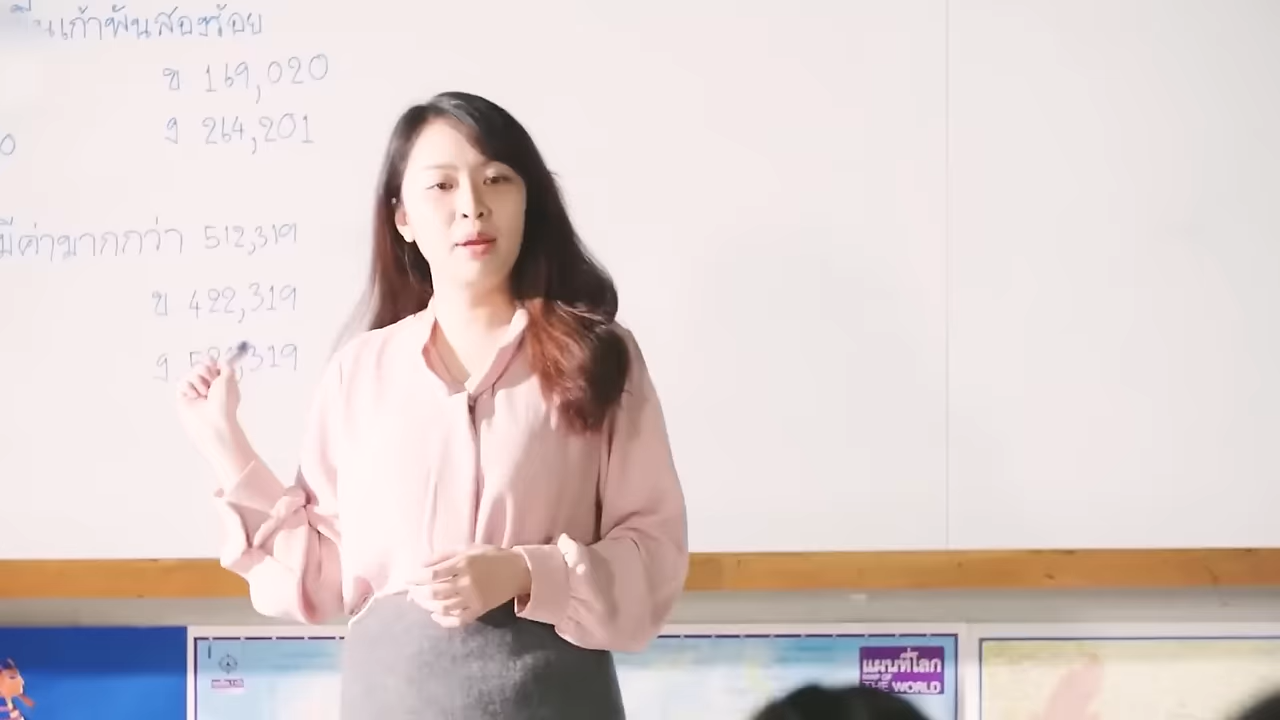 เก้าพันสองร้อย
ข 169,020
ง 264,201
0
มีค่ามากกว่า 512,319
ข 422,319
ง 319
แผนที่โลก
MAP OF
THE WORLD